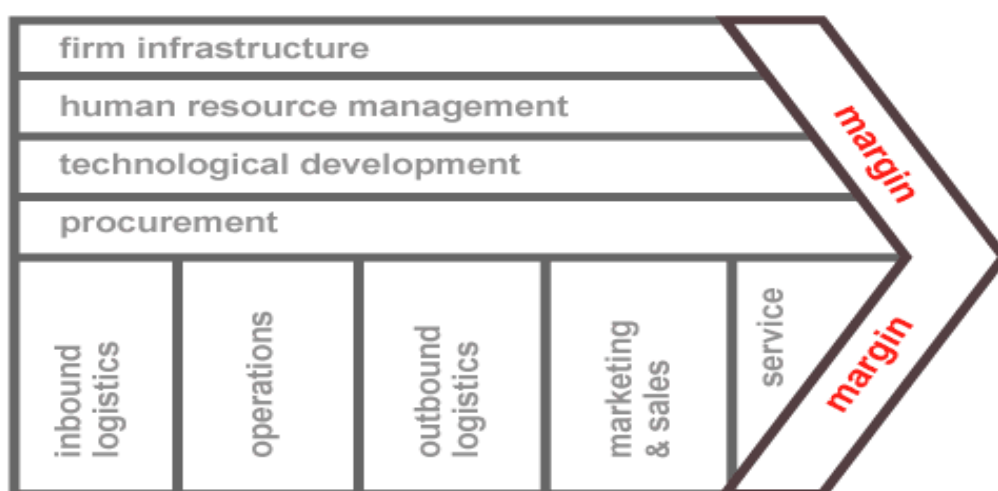 firm infrastructure
human resource management
technological development
procurement
margin
inbound
logistics
operations
outbound
logistics
marketing
& sales
service
margin